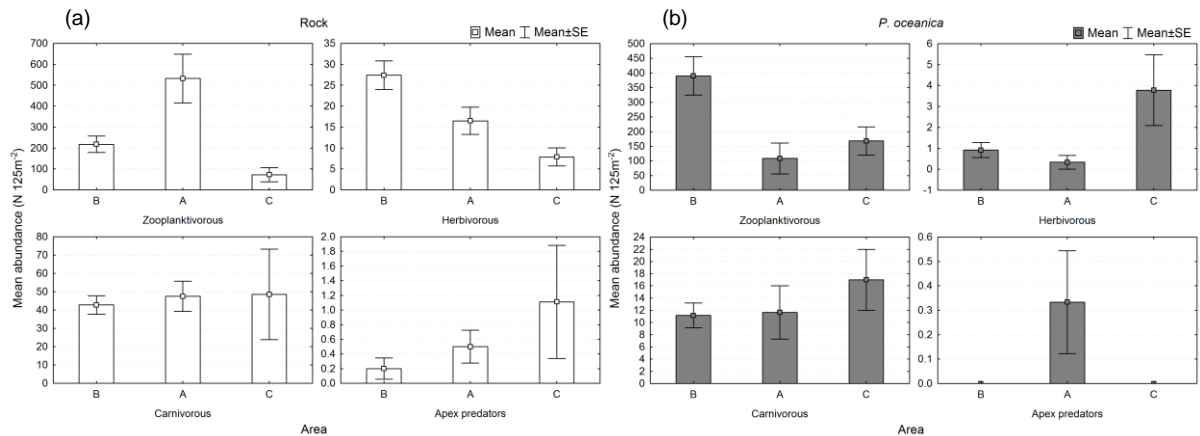 (a)
Rock
Mean Mean±SE
700
600
500
400
300
200
100
0
B A C
Zooplanktivorous
35
30
25
20
15
10
5
0
B A C
Herbivorous
80
70
60
50
40
30
20
10
0
B A C
Carnivorous
2.0
1.8
1.6
1.4
1.2
1.0
0.8
0.6
0.4
0.2
0.0
B A C
Apex predators
Mean abundance (N 125m⁻²)
Area
(b)
P. oceanica
Mean Mean±SE
500
450
400
350
300
250
200
150
100
50
0
B A C
Zooplanktivorous
6
5
4
3
2
1
0
-1
B A C
Herbivorous
24
22
20
18
16
14
12
10
8
6
4
2
0
B A C
Carnivorous
0.6
0.5
0.4
0.3
0.2
0.1
0.0
B A C
Apex predators
Mean abundance (N 125m⁻²)
Area